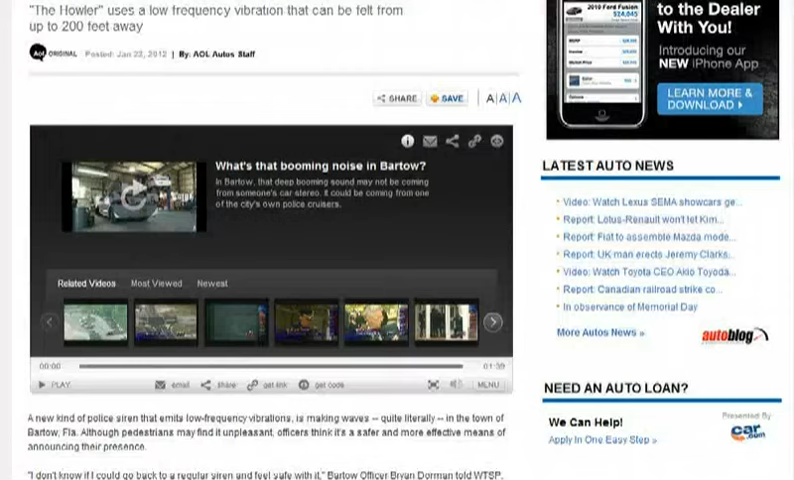 "The Howler" uses a low frequency vibration that can be felt from
up to 200 feet away
Aol ORIGINAL Posted: Jan 22, 2012 | By: AOL Autos Staff
SHARE SAVE A|A|A
What's that booming noise in Bartow?
In Bartow, that deep booming sound may not be coming
from someone's car stereo. It could be coming from one
of the city's own police cruisers.
Related Videos Most Viewed Newest
00:00 01:39
PLAY email share get link get code MENU
A new kind of police siren that emits low-frequency vibrations, is making waves -- quite literally -- in the town of
Bartow, Fla. Although pedestrians may find it unpleasant, officers think it's a safer and more effective means of
announcing their presence.
"I don't know if I could go back to a regular siren and feel safe with it," Bartow Officer Bryan Dorman told WTSP.
2010 Ford Fusion
$24,045
to the Dealer
With You!
Introducing our
NEW iPhone App
LEARN MORE &
DOWNLOAD
LATEST AUTO NEWS
Video: Watch Lexus SEMA showcars ge...
Report: Lotus-Renault won't let Kim...
Report: Fiat to assemble Mazda mode...
Report: UK man erects Jeremy Clarks...
Video: Watch Toyota CEO Akio Toyoda...
Report: Canadian railroad strike co...
In observance of Memorial Day
More Autos News »
autoblog
NEED AN AUTO LOAN?
We Can Help!
Apply In One Easy Step »
Presented By
car.com